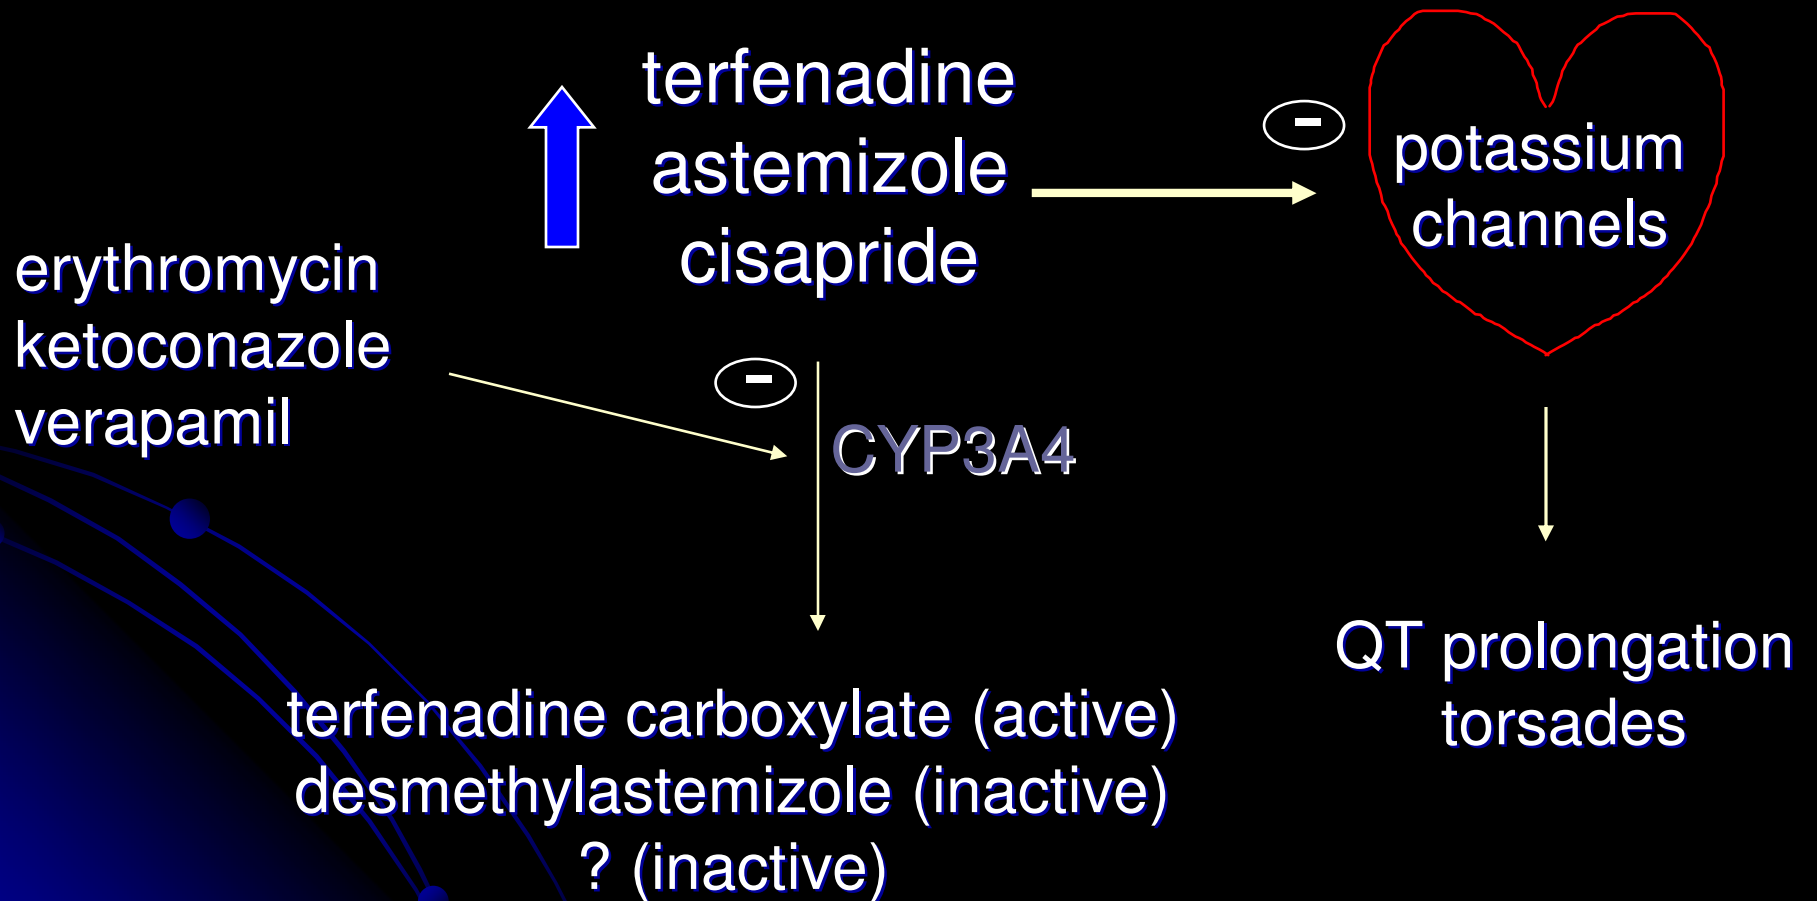 terfenadine
astemizole
cisapride
-
potassium
channels
erythromycin
ketoconazole
verapamil
-
CYP3A4
QT prolongation
torsades
terfenadine carboxylate (active)
desmethylastemizole (inactive)
? (inactive)